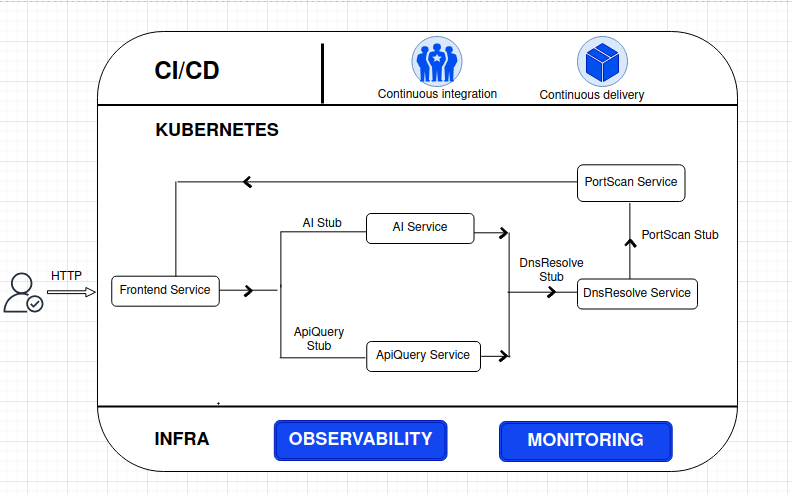 CI/CD
Continuous integration
Continuous delivery
KUBERNETES
PortScan Service
AI Stub
AI Service
PortScan Stub
DnsResolve
Stub
HTTP
Frontend Service
DnsResolve Service
ApiQuery
Stub
ApiQuery Service
INFRA
OBSERVABILITY
MONITORING